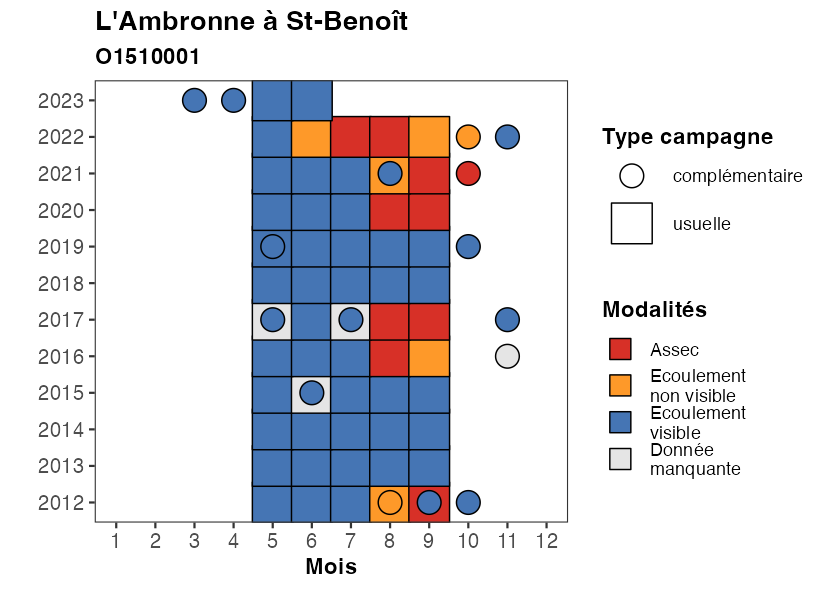 L'Ambronne à St-Benoît
O1510001
2023
2022
2021
2020
2019
2018
2017
2016
2015
2014
2013
2012
1 2 3 4 5 6 7 8 9 10 11 12
Mois
Type campagne
complémentaire
usuelle
Modalités
Assec
Ecoulement
non visible
Ecoulement
visible
Donnée
manquante